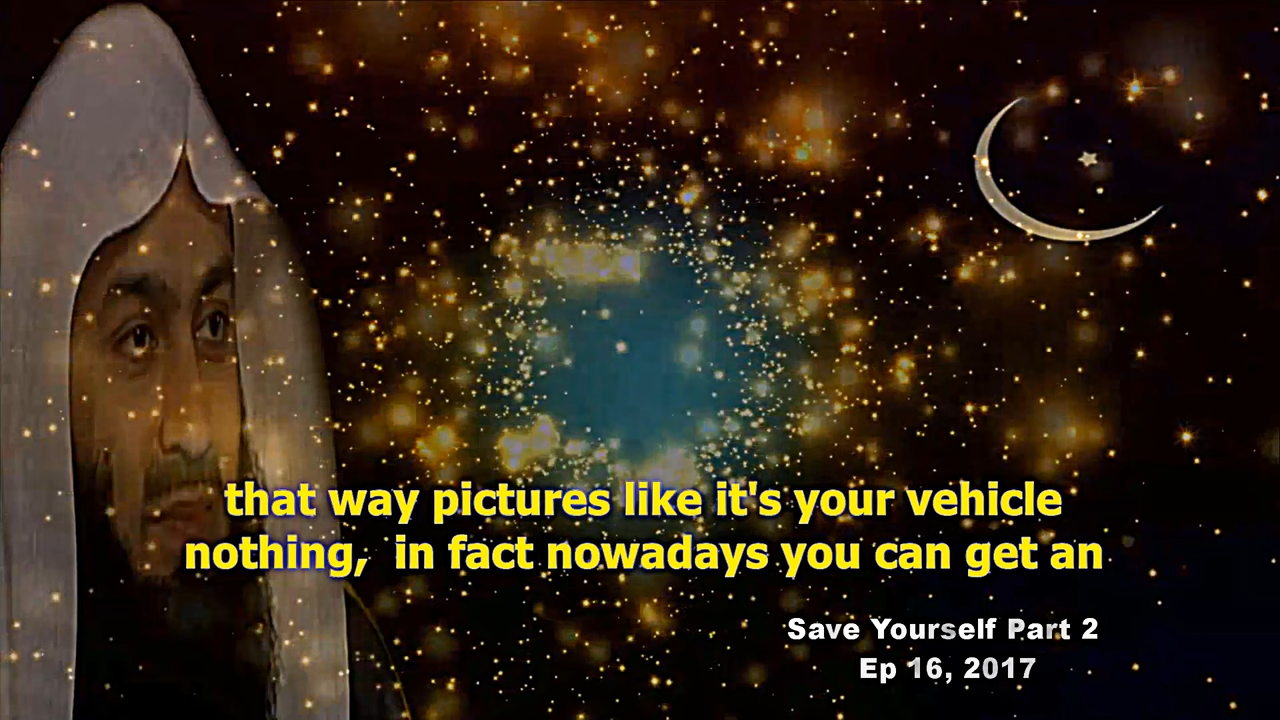 that way pictures like it's your vehicle
nothing, in fact nowadays you can get an
Save Yourself Part 2
Ep 16, 2017